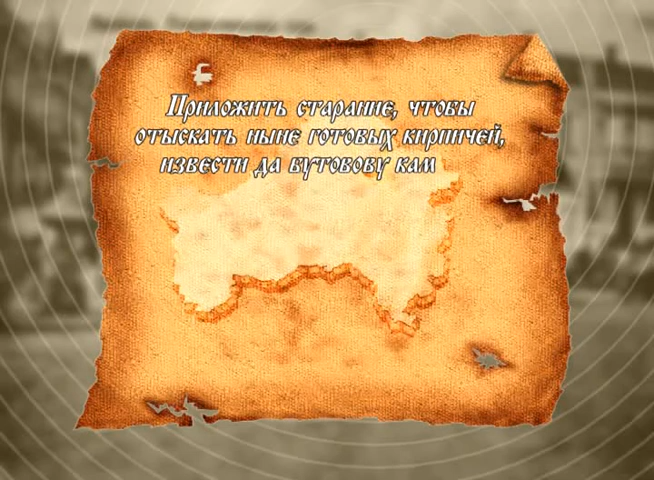 Приложить старание, чтобы
отыскать ныне готовых кирпичей,
извести да бутовову кам